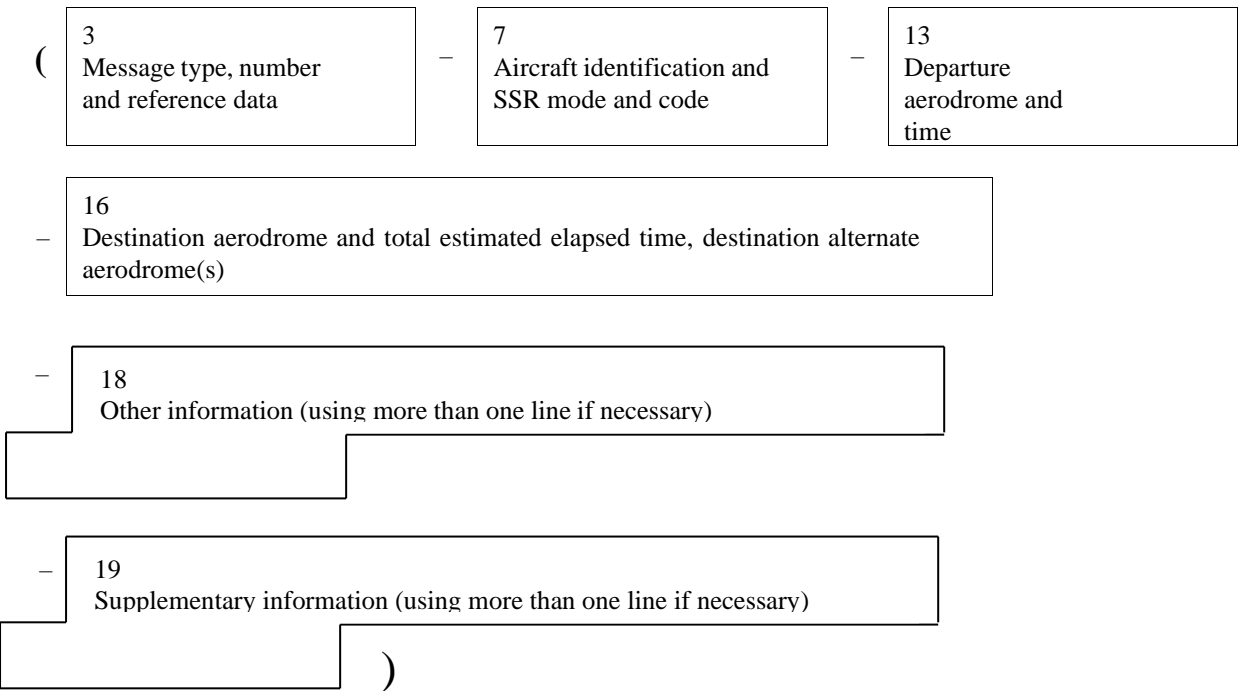 (
3
Message type, number
and reference data
–
7
Aircraft identification and
SSR mode and code
–
13
Departure
aerodrome and
time
–
16
Destination aerodrome and total estimated elapsed time, destination alternate
aerodrome(s)
–
18
Other information (using more than one line if necessary)
–
19
Supplementary information (using more than one line if necessary)
)